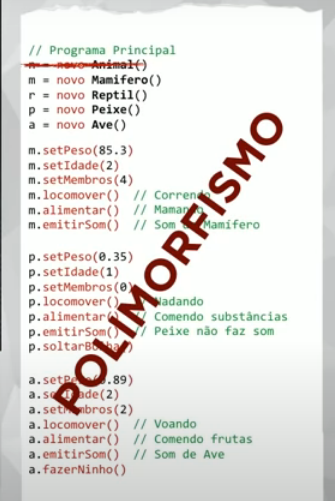 // Programa Principal
n = novo Animal()
m = novo Mamifero()
r = novo Reptil()
p = novo Peixe()
a = novo Ave()
m.setPeso(85.3)
m.setIdade(2)
m.setMembros(4)
m.locomover() // Correndo
m.alimentar() // Mamando
m.emitirSom() // Som de Mamífero
p.setPeso(0.35)
p.setIdade(1)
p.setMembros(0)
p.locomover() // Nadando
p.alimentar() // Comendo substâncias
p.emitirSom() // Peixe não faz som
p.soltarBolha()
a.setPeso(0.89)
a.setIdade(2)
a.setMembros(2)
a.locomover() // Voando
a.alimentar() // Comendo frutas
a.emitirSom() // Som de Ave
a.fazerNinho()
POLIMORFISMO